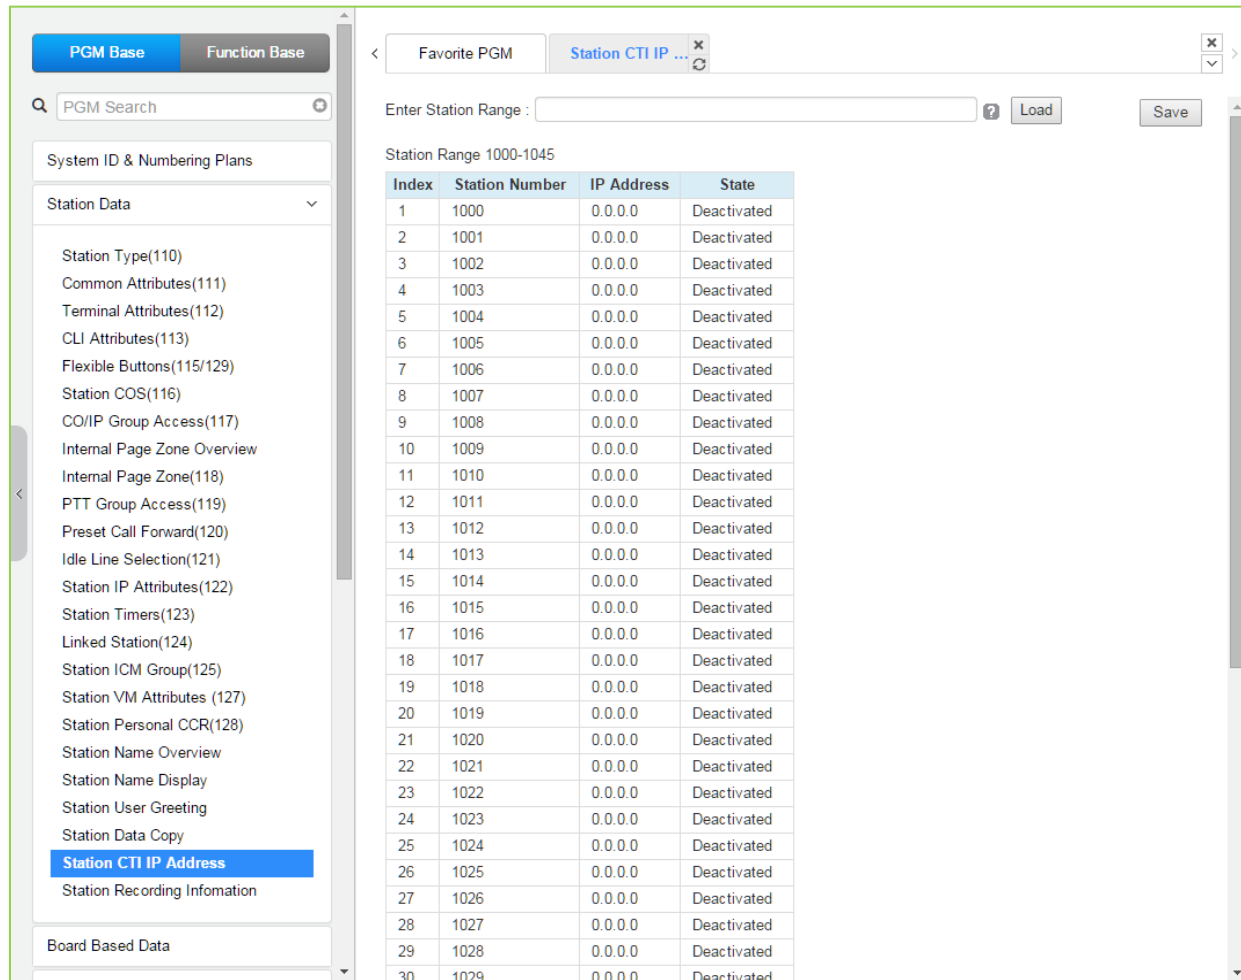 PGM Base Function Base
PGM Search
System ID & Numbering Plans
Station Data
Station Type(110)
Common Attributes(111)
Terminal Attributes(112)
CLI Attributes(113)
Flexible Buttons(115/129)
Station COS(116)
CO/IP Group Access(117)
Internal Page Zone Overview
Internal Page Zone(118)
PTT Group Access(119)
Preset Call Forward(120)
Idle Line Selection(121)
Station IP Attributes(122)
Station Timers(123)
Linked Station(124)
Station ICM Group(125)
Station VM Attributes (127)
Station Personal CCR(128)
Station Name Overview
Station Name Display
Station User Greeting
Station Data Copy
Station CTI IP Address
Station Recording Infomation
Board Based Data
Favorite PGM Station CTI IP ...
Enter Station Range : ? Load Save
Station Range 1000-1045
Index Station Number IP Address State
1 1000 0.0.0.0 Deactivated
2 1001 0.0.0.0 Deactivated
3 1002 0.0.0.0 Deactivated
4 1003 0.0.0.0 Deactivated
5 1004 0.0.0.0 Deactivated
6 1005 0.0.0.0 Deactivated
7 1006 0.0.0.0 Deactivated
8 1007 0.0.0.0 Deactivated
9 1008 0.0.0.0 Deactivated
10 1009 0.0.0.0 Deactivated
11 1010 0.0.0.0 Deactivated
12 1011 0.0.0.0 Deactivated
13 1012 0.0.0.0 Deactivated
14 1013 0.0.0.0 Deactivated
15 1014 0.0.0.0 Deactivated
16 1015 0.0.0.0 Deactivated
17 1016 0.0.0.0 Deactivated
18 1017 0.0.0.0 Deactivated
19 1018 0.0.0.0 Deactivated
20 1019 0.0.0.0 Deactivated
21 1020 0.0.0.0 Deactivated
22 1021 0.0.0.0 Deactivated
23 1022 0.0.0.0 Deactivated
24 1023 0.0.0.0 Deactivated
25 1024 0.0.0.0 Deactivated
26 1025 0.0.0.0 Deactivated
27 1026 0.0.0.0 Deactivated
28 1027 0.0.0.0 Deactivated
29 1028 0.0.0.0 Deactivated
30 1029 0.0.0.0 Deactivated